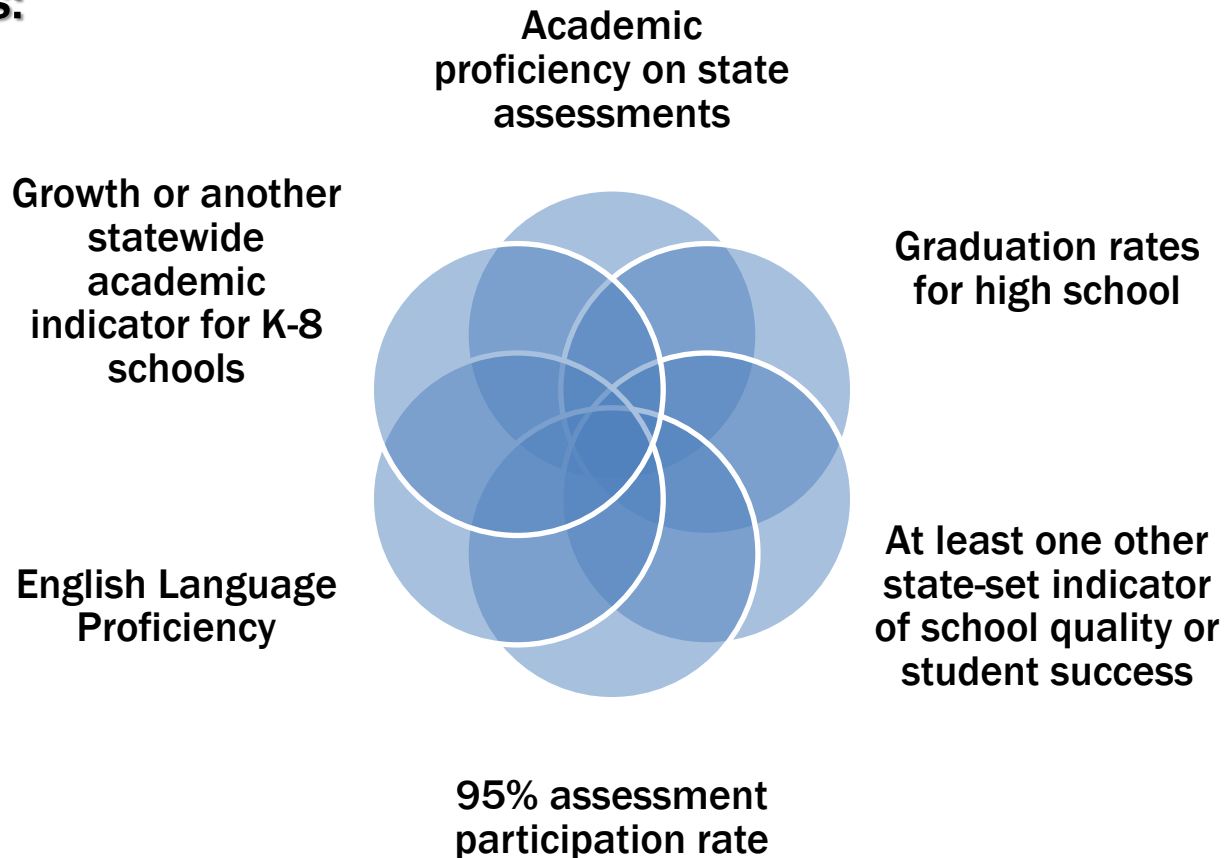 s:
Academic
proficiency on state
assessments
Growth or another
statewide
academic
indicator for K-8
schools
Graduation rates
for high school
English Language
Proficiency
At least one other
state-set indicator
of school quality or
student success
95% assessment
participation rate